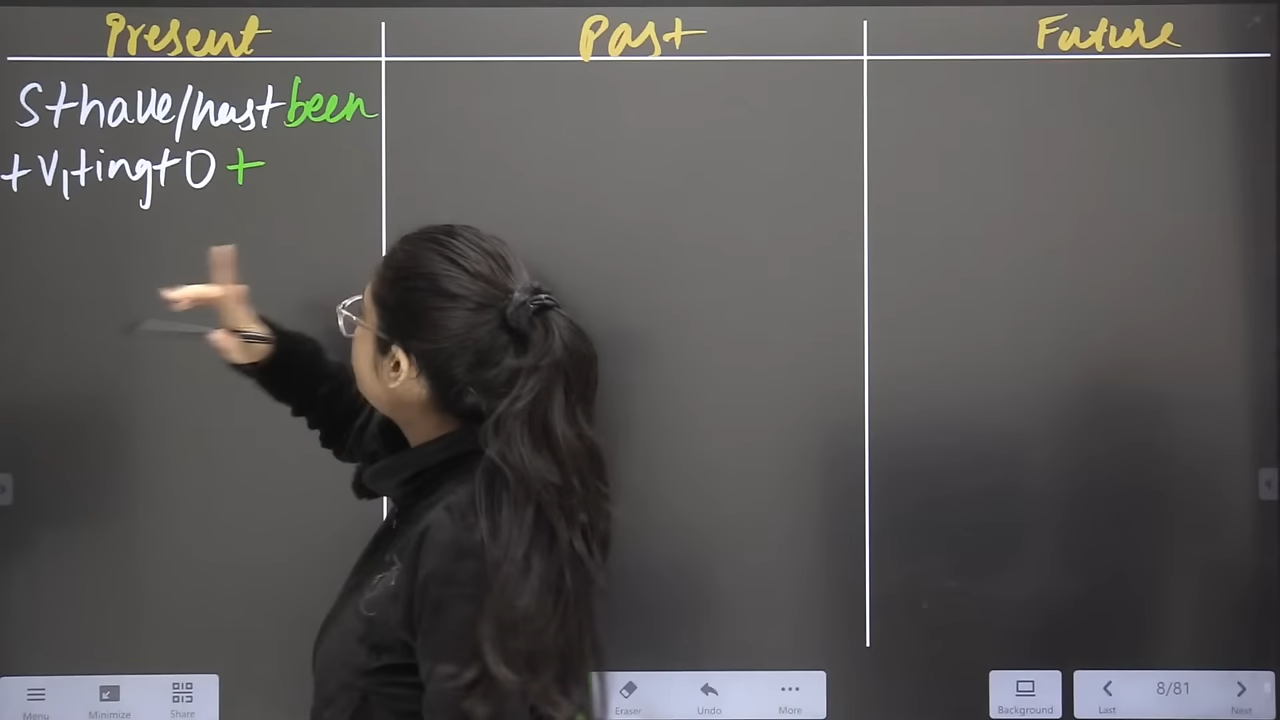 Present
Past
Future
S+have/has+ been
+V1+ing+O +
Menu
Minimize
Share
Eraser
Undo
More
Background
Last
8/81
Next